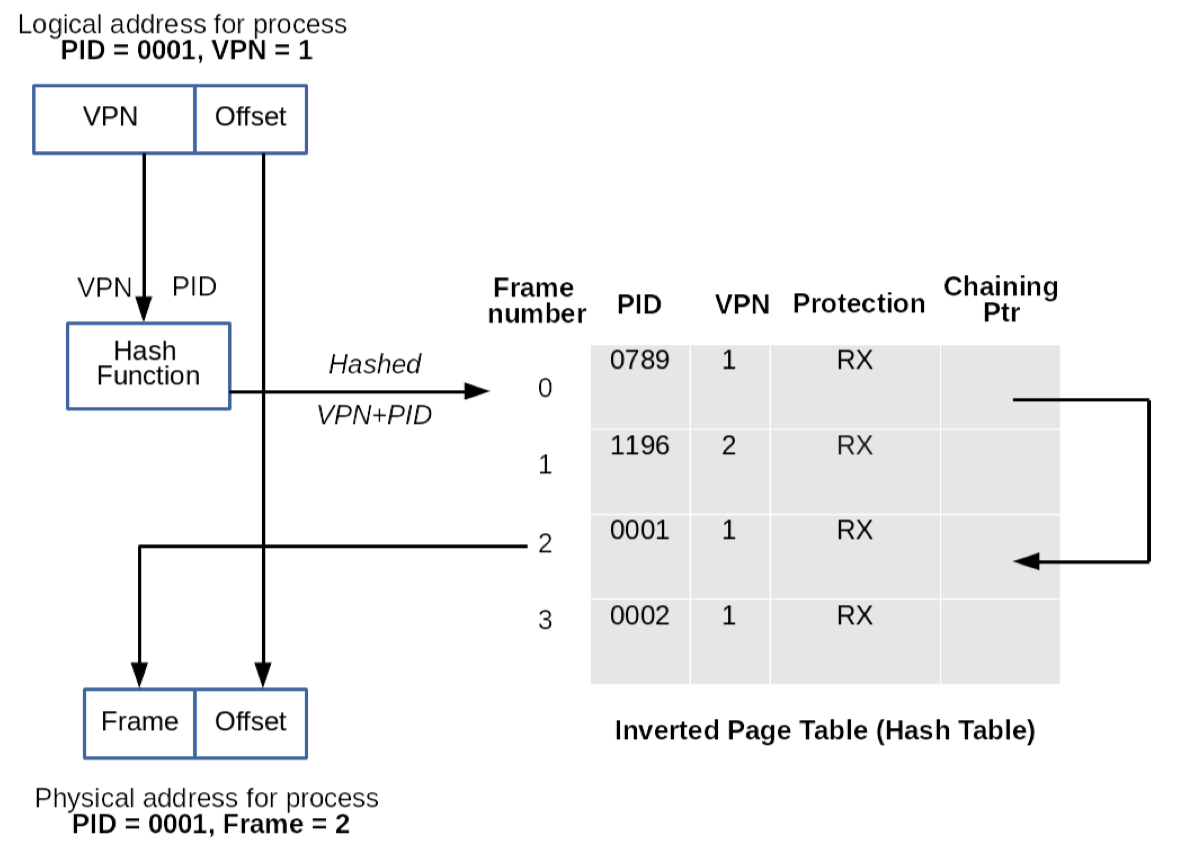 Logical address for process
PID = 0001, VPN = 1
VPN Offset
VPN PID
Hash
Function
Hashed
VPN+PID
Frame
number PID VPN Protection Chaining
Ptr
0 0789 1 RX
1 1196 2 RX
2 0001 1 RX
3 0002 1 RX
Inverted Page Table (Hash Table)
Frame Offset
Physical address for process
PID = 0001, Frame = 2